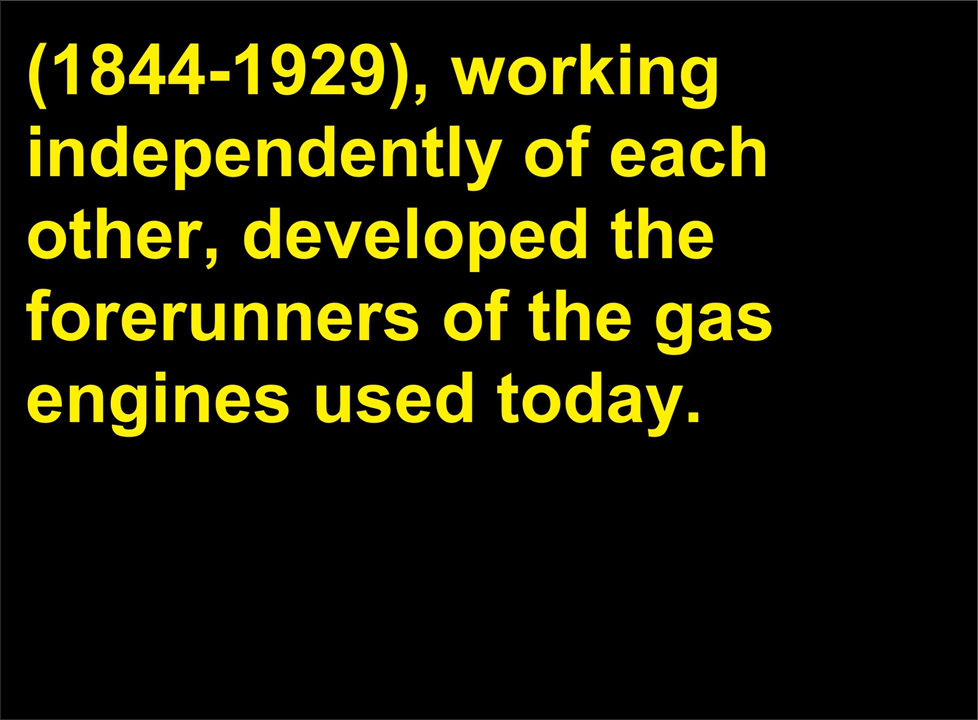 (1844-1929), working
independently of each
other, developed the
forerunners of the gas
engines used today.